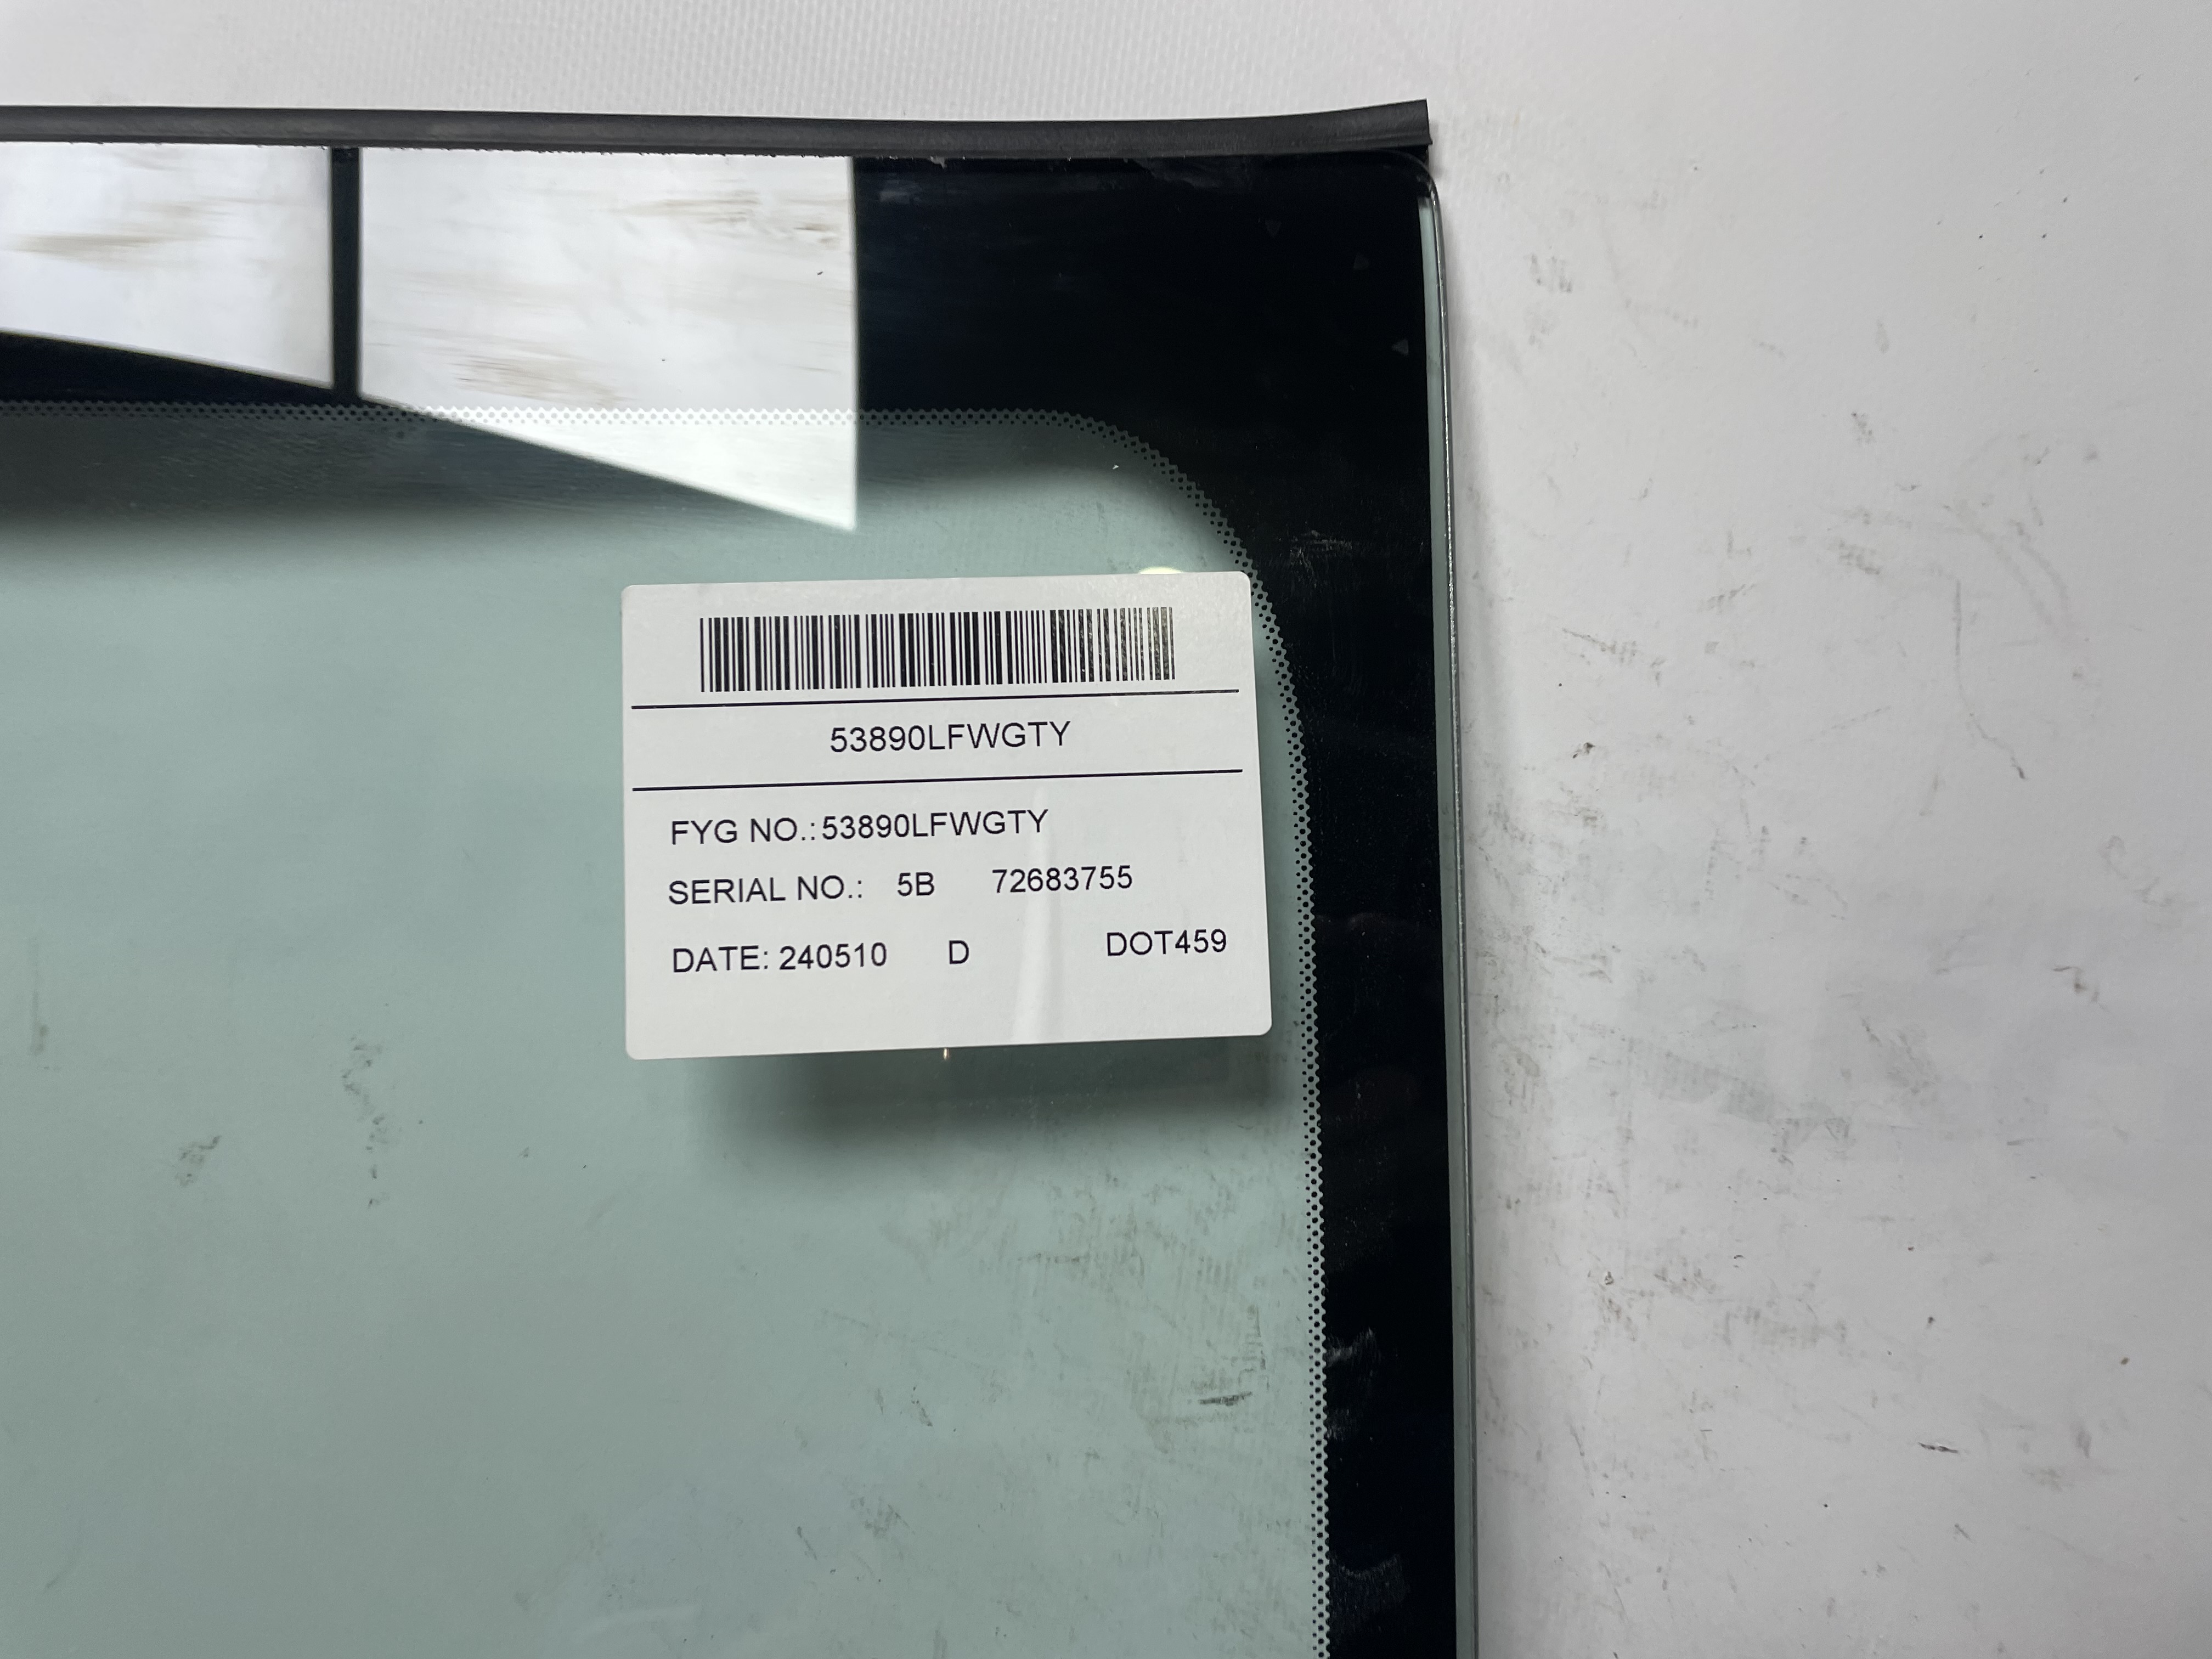 53890LFWGTY
FYG NO.:53890LFWGTY
SERIAL NO.: 5B 72683755
DATE: 240510 D DOT459